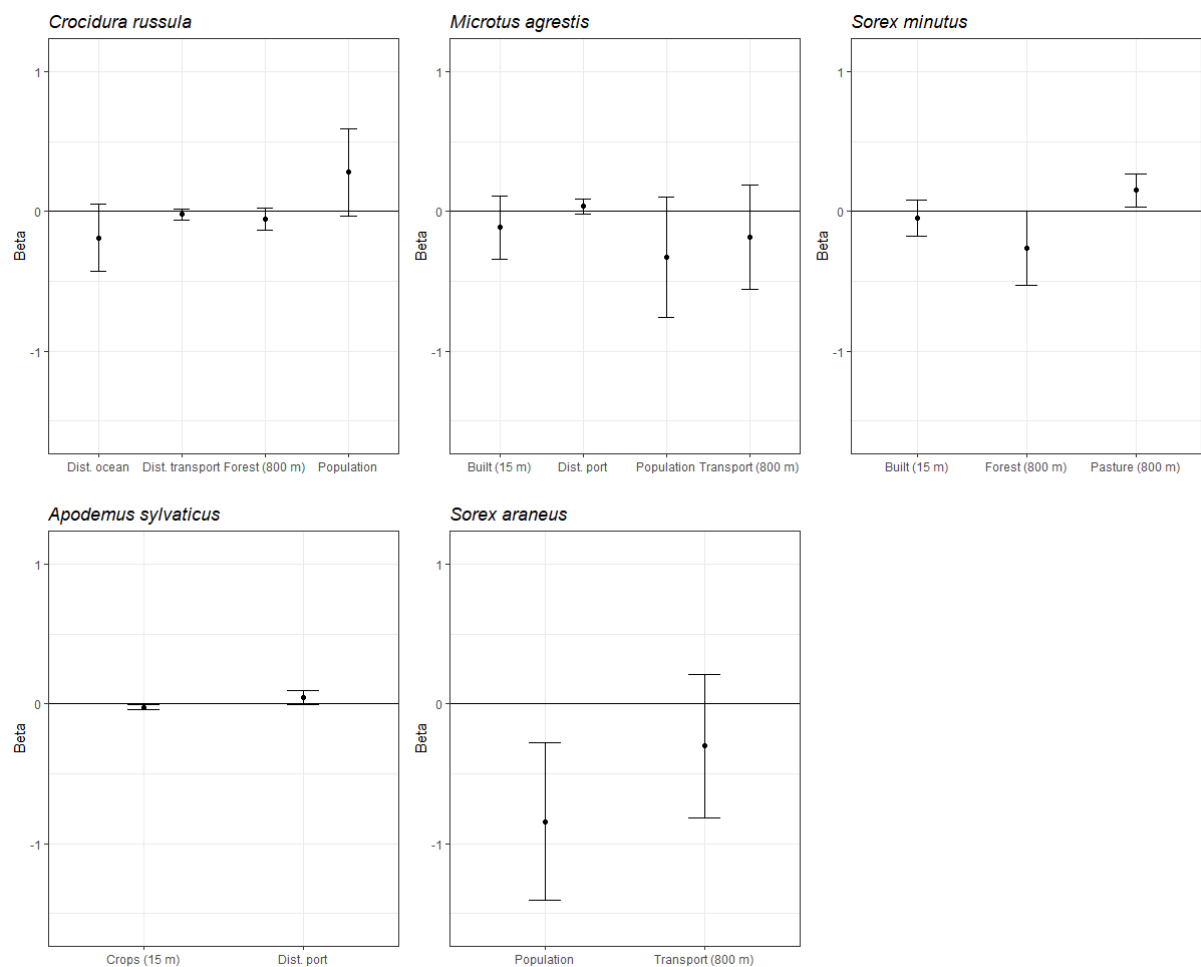 Crocidura russula
1
0
-1
Beta
Dist. ocean Dist. transport Forest (800 m) Population
Microtus agrestis
1
0
-1
Beta
Built (15 m) Dist. port Population Transport (800 m)
Sorex minutus
1
0
-1
Beta
Built (15 m) Forest (800 m) Pasture (800 m)
Apodemus sylvaticus
1
0
-1
Beta
Crops (15 m) Dist. port
Sorex araneus
1
0
-1
Beta
Population Transport (800 m)